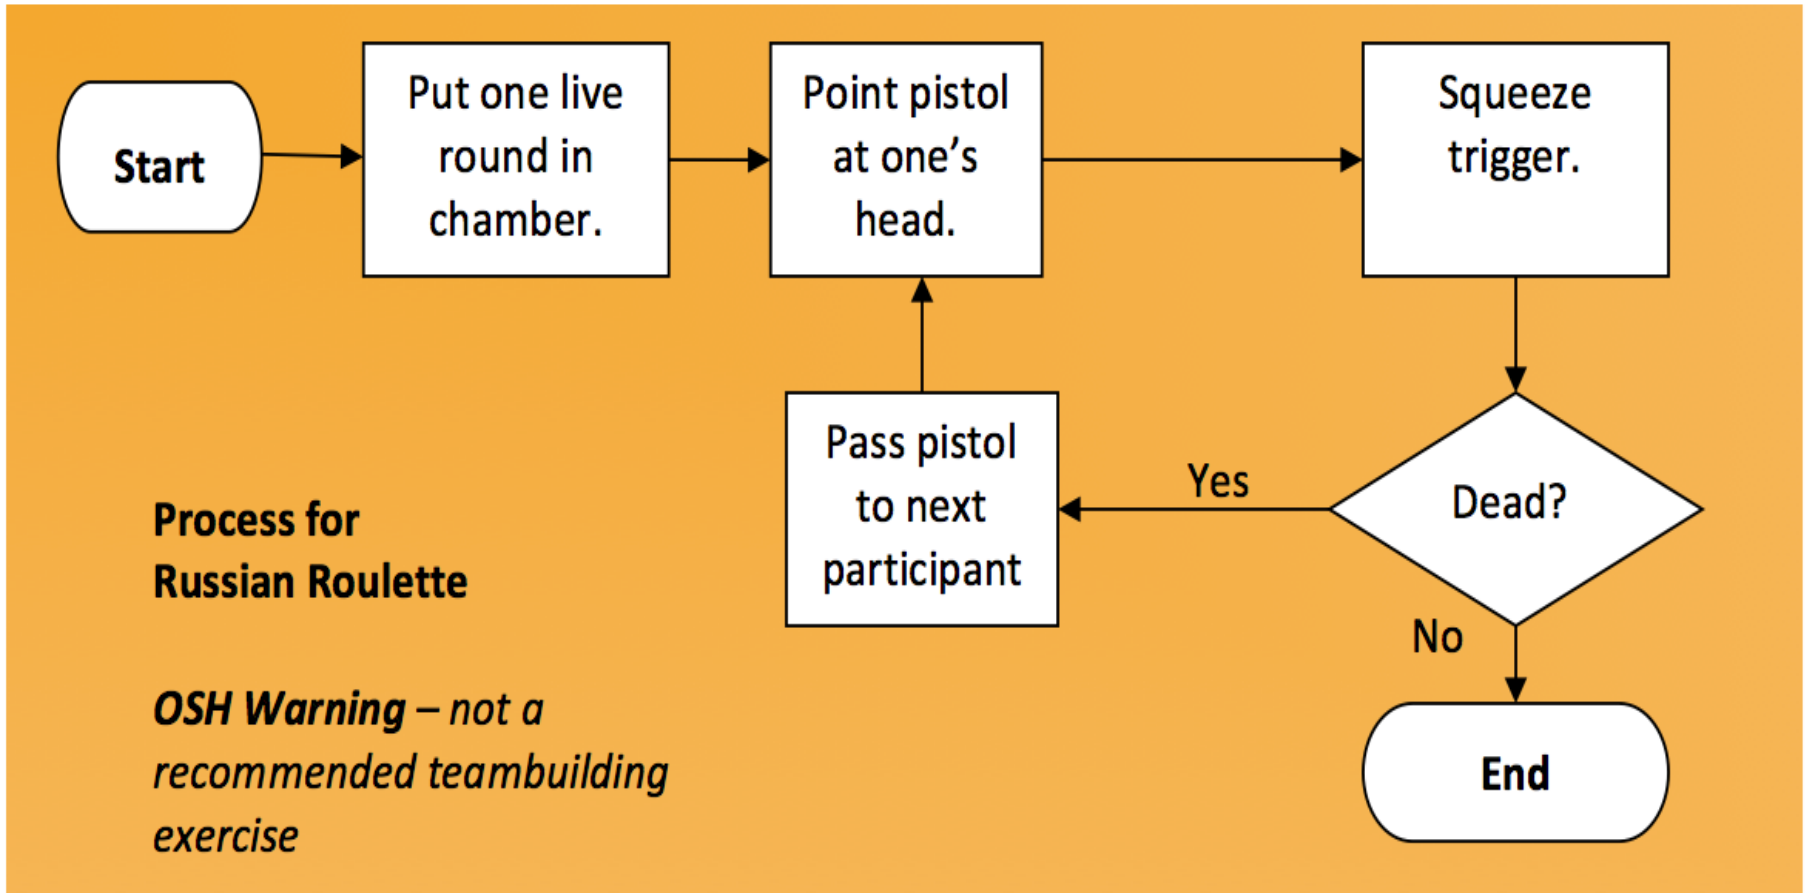 Start
Put one live
round in
chamber.
Point pistol
at one's
head.
Squeeze
trigger.
Pass pistol
to next
participant
Yes
Dead?
No
End
Process for
Russian Roulette
OSH Warning – not a
recommended teambuilding
exercise